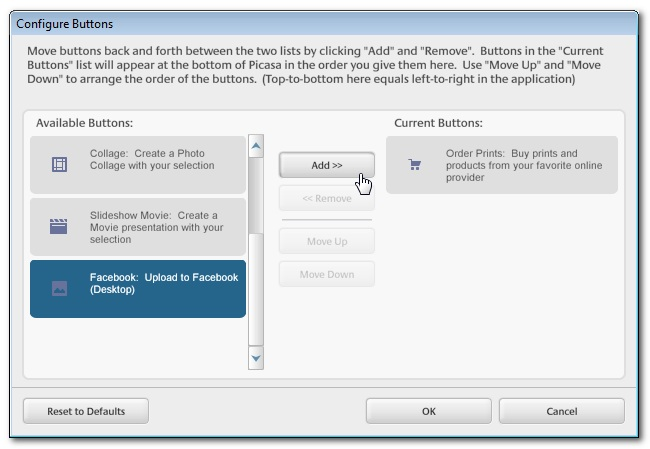 Configure Buttons
Move buttons back and forth between the two lists by clicking "Add" and "Remove".  Buttons in the "Current
Buttons" list will appear at the bottom of Picasa in the order you give them here.  Use "Move Up" and "Move
Down" to arrange the order of the buttons.  (Top-to-bottom here equals left-to-right in the application)
Available Buttons:
Collage:  Create a Photo
Collage with your selection
Slideshow Movie:  Create a
Movie presentation with your
selection
Facebook:  Upload to Facebook
(Desktop)
Add >>
<< Remove
Move Up
Move Down
Current Buttons:
Order Prints:  Buy prints and
products from your favorite online
provider
Reset to Defaults
OK
Cancel